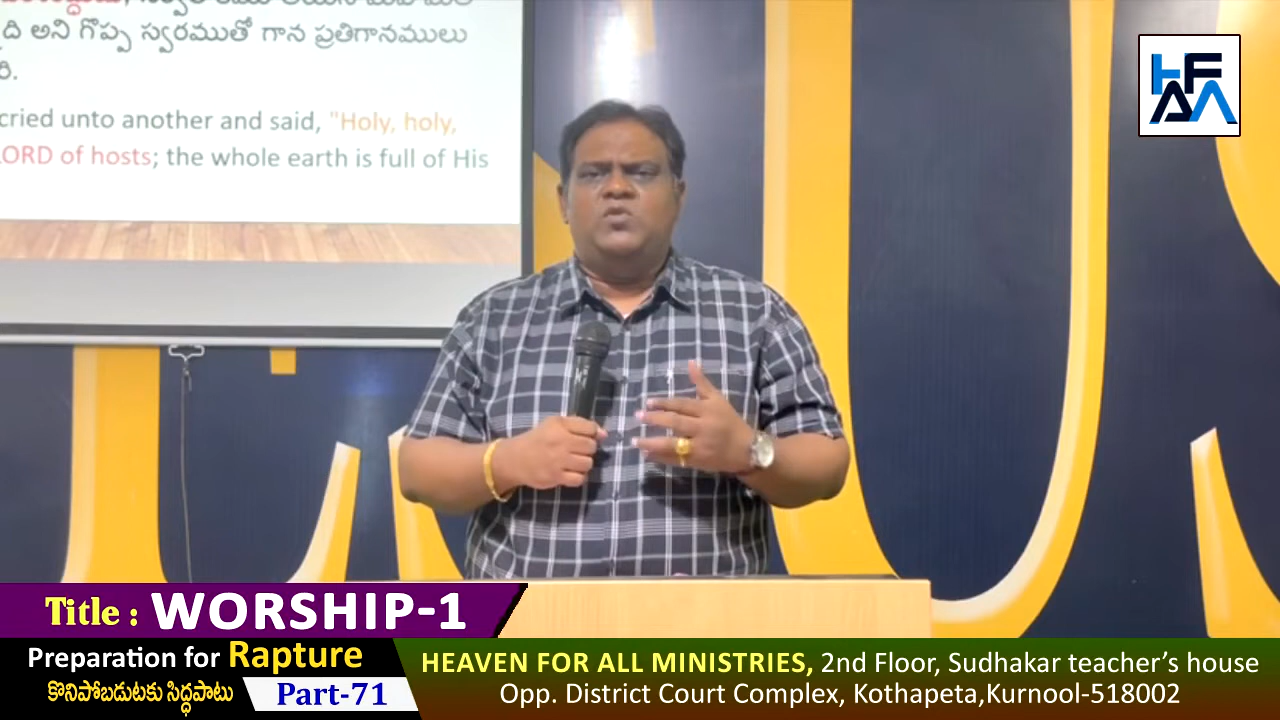 ది అని గొప్ప స్వరముతో గాన ప్రతిగానములు
రి.
cried unto another and said, "Holy, holy,
LORD of hosts; the whole earth is full of His
HFAM
Title : WORSHIP-1
Preparation for Rapture
కొనిపోబడుటకు సిద్ధపాటు
Part-71
HEAVEN FOR ALL MINISTRIES, 2nd Floor, Sudhakar teacher's house
Opp. District Court Complex, Kothapeta,Kurnool-518002